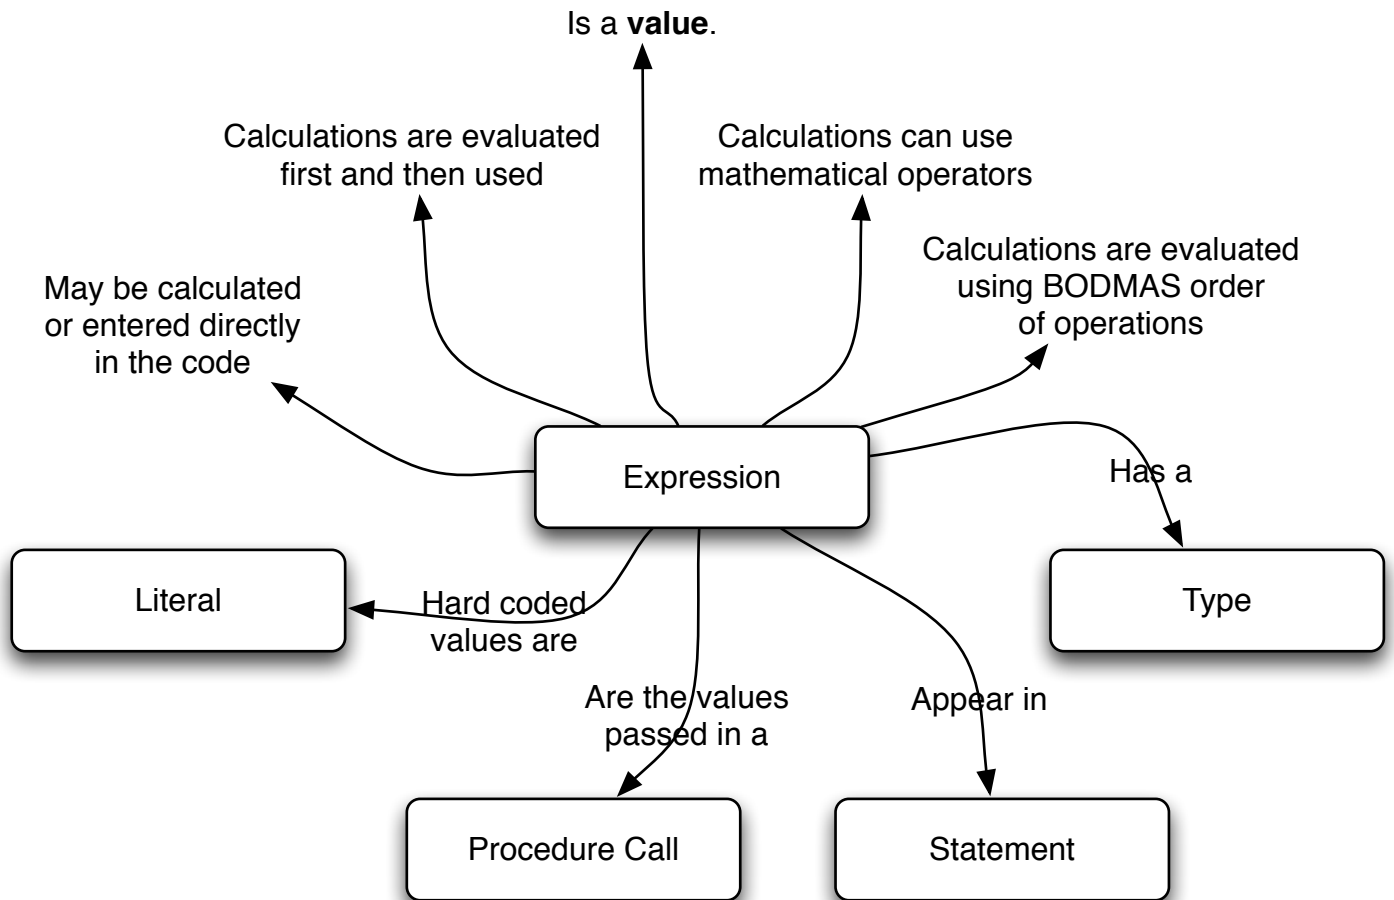 Is a value.
Calculations are evaluated
first and then used
Calculations can use
mathematical operators
Calculations are evaluated
using BODMAS order
of operations
May be calculated
or entered directly
in the code
Expression
Has a
Literal
Hard coded
values are
Type
Are the values
passed in a
Appear in
Procedure Call
Statement